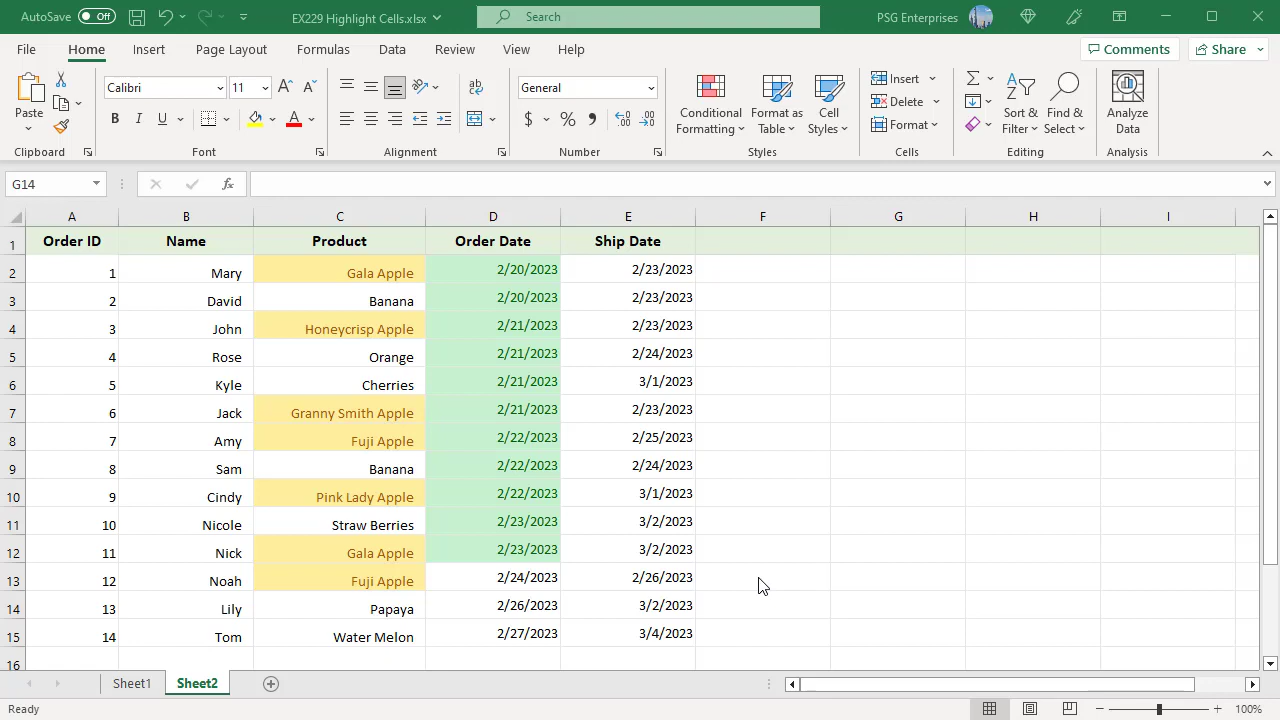 AutoSave Off EX229 Highlight Cells.xlsx Search PSG Enterprises
File Home Insert Page Layout Formulas Data Review View Help Comments Share
Calibri 11 General
Paste B I U A $ % Conditional Formatting Format as Table Cell Styles Insert Delete Format Sort & Filter Find & Select Analyze Data
Clipboard Font Alignment Number Styles Cells Editing Analysis
G14 fx
A B C D E F G H I
1 Order ID Name Product Order Date Ship Date
2 1 Mary Gala Apple 2/20/2023 2/23/2023
3 2 David Banana 2/20/2023 2/23/2023
4 3 John Honeycrisp Apple 2/21/2023 2/23/2023
5 4 Rose Orange 2/21/2023 2/24/2023
6 5 Kyle Cherries 2/21/2023 3/1/2023
7 6 Jack Granny Smith Apple 2/21/2023 2/23/2023
8 7 Amy Fuji Apple 2/22/2023 2/25/2023
9 8 Sam Banana 2/22/2023 2/24/2023
10 9 Cindy Pink Lady Apple 2/22/2023 3/1/2023
11 10 Nicole Straw Berries 2/23/2023 3/2/2023
12 11 Nick Gala Apple 2/23/2023 3/2/2023
13 12 Noah Fuji Apple 2/24/2023 2/26/2023
14 13 Lily Papaya 2/26/2023 3/2/2023
15 14 Tom Water Melon 2/27/2023 3/4/2023
16
Sheet1 Sheet2
Ready 100%